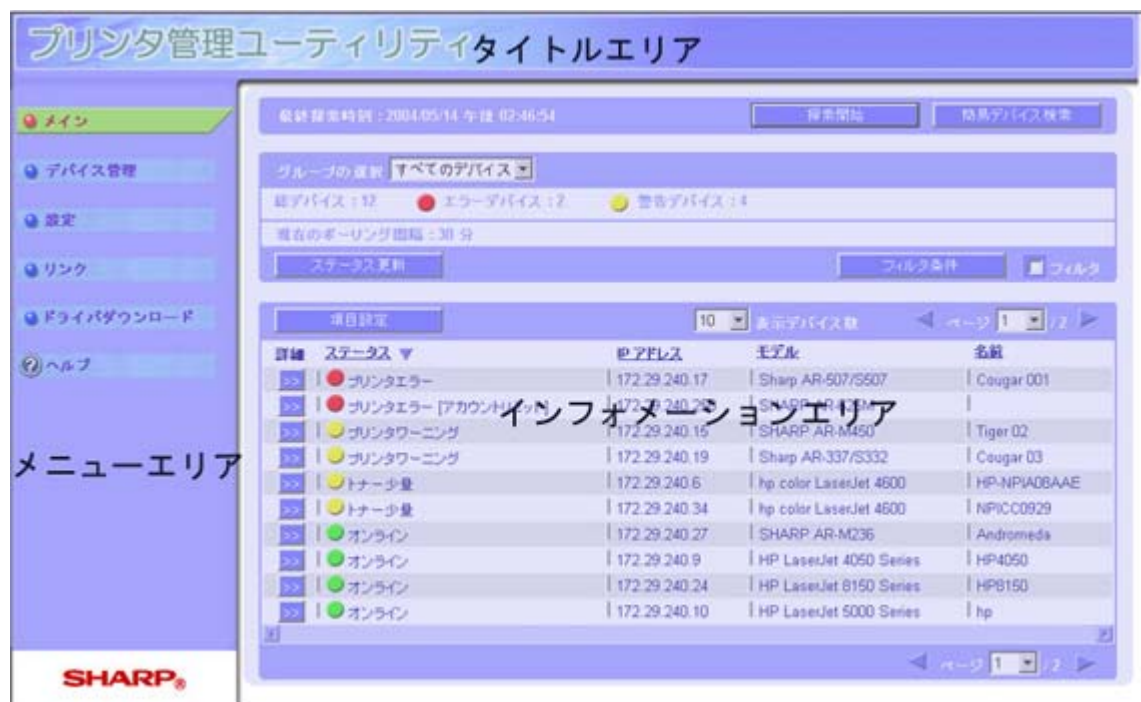 プリンタ管理ユーティリティ タイトルエリア
メイン
デバイス管理
設定
リンク
ドライバダウンロード
ヘルプ
メニューエリア
SHARP®
最終探索時刻 : 2004/05/14 午後 02:46:54
探索開始
簡易デバイス検索
グループの選択 すべてのデバイス
総デバイス : 12 エラーデバイス : 2 警告デバイス : 4
現在のポーリング間隔 : 30 分
ステータス更新 フィルタ条件 フィルタ
項目設定 10 表示デバイス数 ページ 1 / 2
詳細 ステータス IP アドレス モデル 名前
>> プリンタエラー 172.29.240.17 Sharp AR-507/S507 Cougar 001
>> プリンタエラー
インフォメーションエリア
>> プリンタワーニング 172.29.240.15 SHARP AR-M450 Tiger 02
>> プリンタワーニング 172.29.240.19 Sharp AR-337/S332 Cougar 03
>> トナー少量 172.29.240.6 hp color LaserJet 4600 HP-NPIA08AAE
>> トナー少量 172.29.240.34 hp color LaserJet 4600 NPICC0929
>> オンライン 172.29.240.27 SHARP AR-M236 Andromeda
>> オンライン 172.29.240.9 HP LaserJet 4050 Series HP4050
>> オンライン 172.29.240.24 HP LaserJet 8150 Series HP8150
>> オンライン 172.29.240.10 HP LaserJet 5000 Series hp
ページ 1 / 2